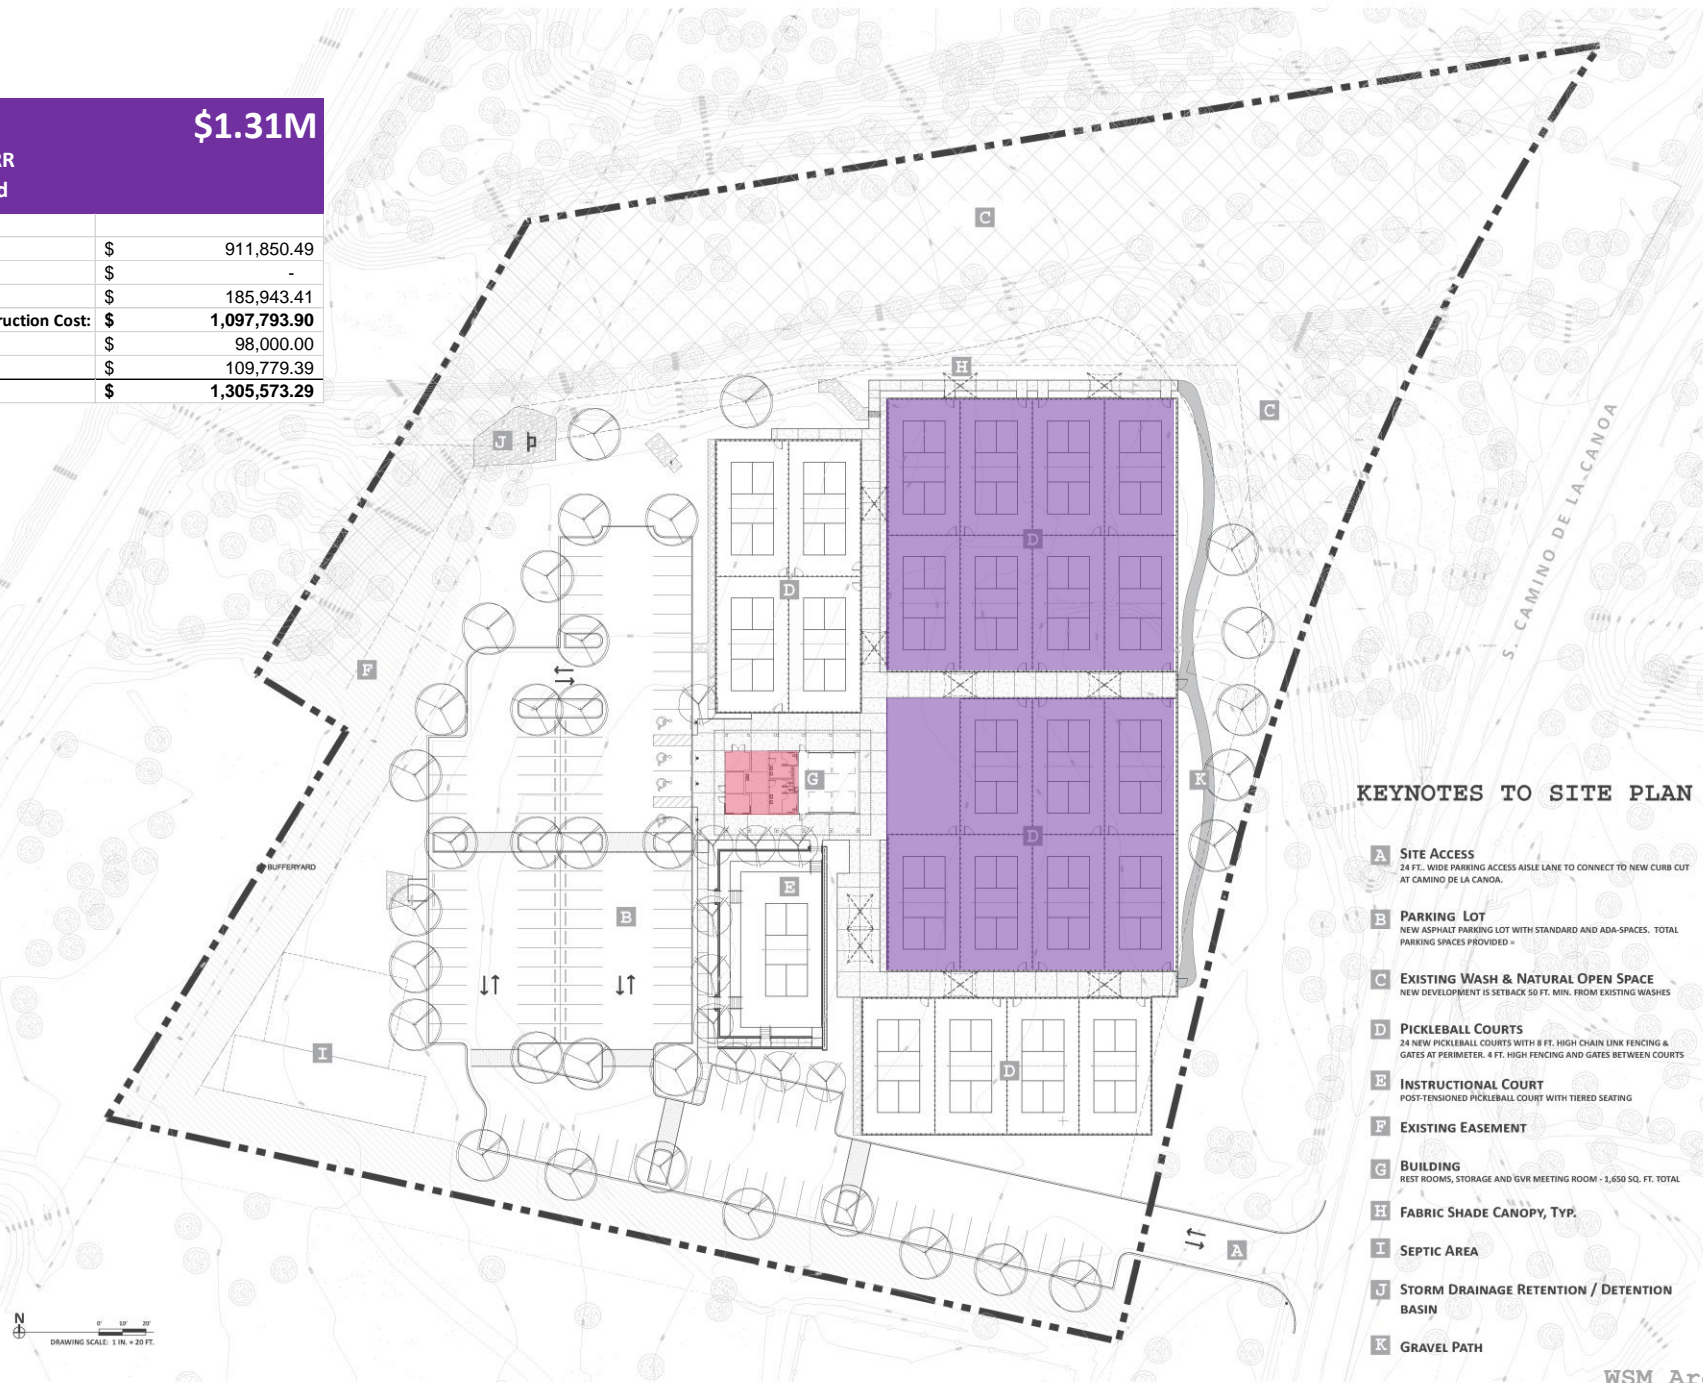 $1.31M
RR
d
$ 911,850.49
$ -
$ 185,943.41
ruction Cost: $ 1,097,793.90
$ 98,000.00
$ 109,779.39
$ 1,305,573.29
C
H
C
J
D
D
F
S. CAMINO DE LA CANOA
G
K
D
BUFFERYARD
E
B
I
D
A
KEYNOTES TO SITE PLAN
A SITE ACCESS
24 FT.. WIDE PARKING ACCESS AISLE LANE TO CONNECT TO NEW CURB CUT
AT CAMINO DE LA CANOA.
B PARKING LOT
NEW ASPHALT PARKING LOT WITH STANDARD AND ADA-SPACES. TOTAL
PARKING SPACES PROVIDED =
C EXISTING WASH & NATURAL OPEN SPACE
NEW DEVELOPMENT IS SETBACK 50 FT. MIN. FROM EXISTING WASHES
D PICKLEBALL COURTS
24 NEW PICKLEBALL COURTS WITH 8 FT. HIGH CHAIN LINK FENCING &
GATES AT PERIMETER. 4 FT. HIGH FENCING AND GATES BETWEEN COURTS
E INSTRUCTIONAL COURT
POST-TENSIONED PICKLEBALL COURT WITH TIERED SEATING
F EXISTING EASEMENT
G BUILDING
REST ROOMS, STORAGE AND GVR MEETING ROOM - 1,650 SQ. FT. TOTAL
H FABRIC SHADE CANOPY, TYP.
I SEPTIC AREA
J STORM DRAINAGE RETENTION / DETENTION
BASIN
K GRAVEL PATH
N
0' 10' 20'
DRAWING SCALE: 1 IN. = 20 FT.
WSM Ar